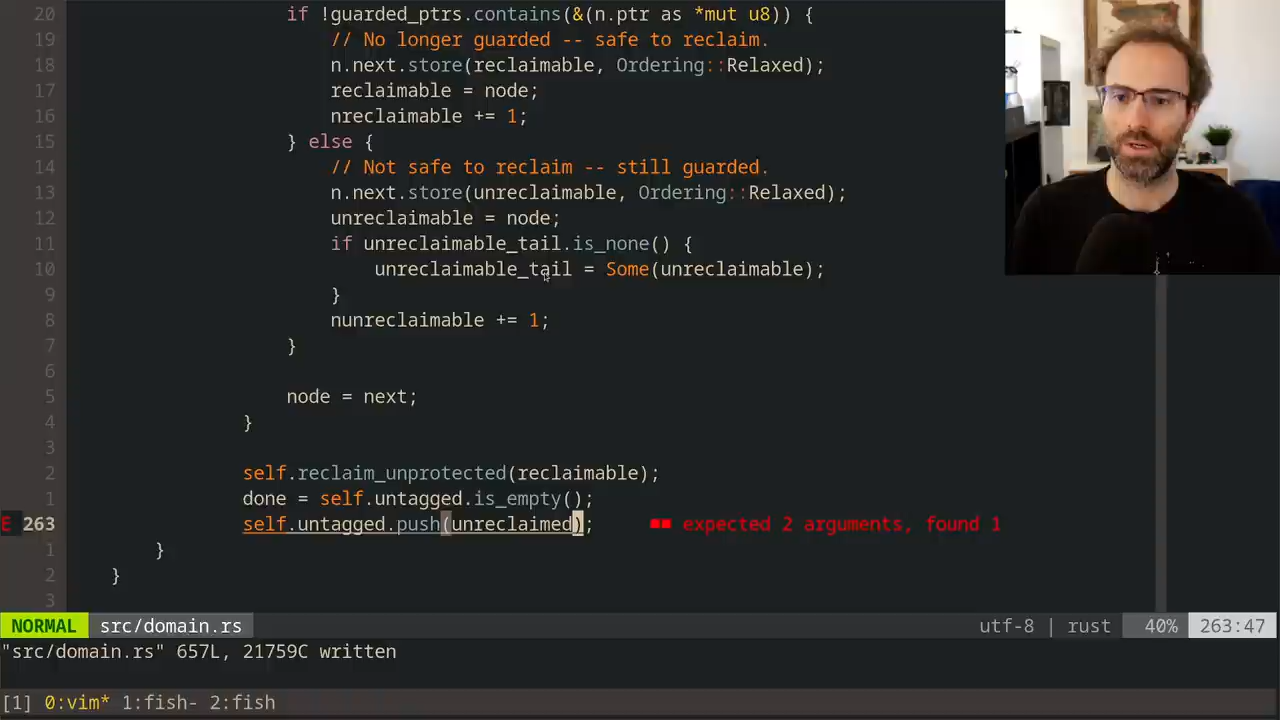 20 if !guarded_ptrs.contains(&(n.ptr as *mut u8)) {
19 // No longer guarded -- safe to reclaim.
18 n.next.store(reclaimable, Ordering::Relaxed);
17 reclaimable = node;
16 nreclaimable += 1;
15 } else {
14 // Not safe to reclaim -- still guarded.
13 n.next.store(unreclaimable, Ordering::Relaxed);
12 unreclaimable = node;
11 if unreclaimable_tail.is_none() {
10 unreclaimable_tail = Some(unreclaimable);
9 }
8 nunreclaimable += 1;
7 }
6
5 node = next;
4 }
3
2 self.reclaim_unprotected(reclaimable);
1 done = self.untagged.is_empty();
E 263 self.untagged.push(unreclaimed); ■■ expected 2 arguments, found 1
1 }
2 }
3
NORMAL src/domain.rs utf-8 | rust 40% 263:47
"src/domain.rs" 657L, 21759C written
[1] 0:vim* 1:fish- 2:fish